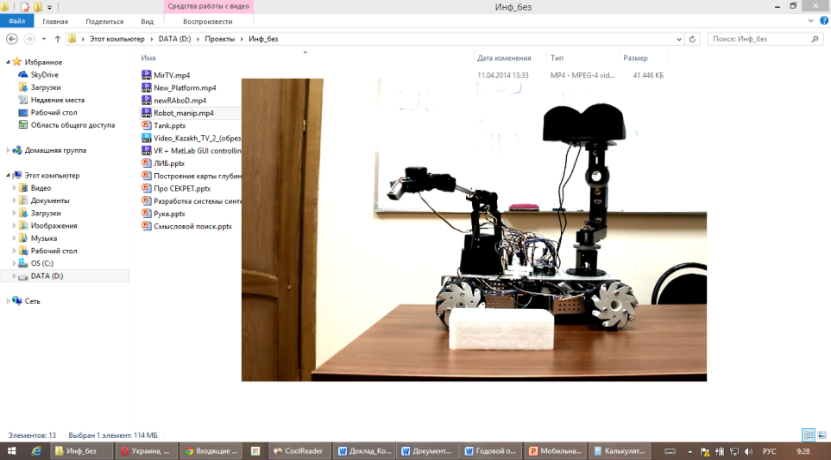 Средства работы с видео
Инф_без
Файл Главная Поделиться Вид Воспроизвести
Этот компьютер DATA (D:) Проекты Инф_без
Поиск: Инф_без
Избранное
SkyDrive
Загрузки
Недавние места
Рабочий стол
Область общего доступа
Домашняя группа
Этот компьютер
Видео
Документы
Загрузки
Изображения
Музыка
Рабочий стол
OS (C:)
DATA (D:)
Сеть
Имя Дата изменения Тип Размер
MirTV.mp4 11.04.2014 13:33 MP4 - MPEG-4 vid... 41 446 КБ
New_Platform.mp4
newRAboD.mp4
Robot_manip.mp4
Tank.pptx
Video_Kazakh_TV_2_(обрез
VR + MatLab GUI controllin
ЛИБ.pptx
Построение карты глубин
Про СЕКРЕТ.pptx
Разработка системы синте
Рука.pptx
Смысловой поиск.pptx
Элементов: 13 Выбран 1 элемент: 114 МБ
Инф_без Украина, ... Входящие ... CoolReader Доклад_Ко... Документ... Годовой о... Мобильна... Калькулят... РУС 9:28